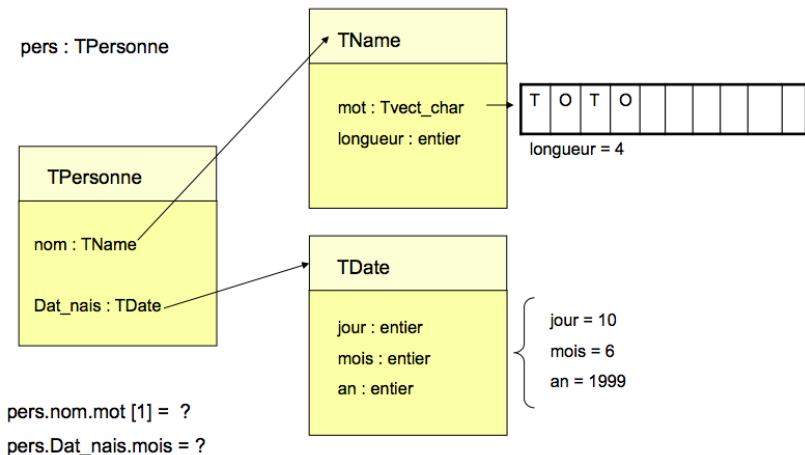 pers : TPersonne
TName
mot : Tvect_char
longueur : entier
T O T O
longueur = 4
TPersonne
nom : TName
Dat_nais : TDate
TDate
jour : entier
mois : entier
an : entier
jour = 10
mois = 6
an = 1999
pers.nom.mot [1] = ?
pers.Dat_nais.mois = ?